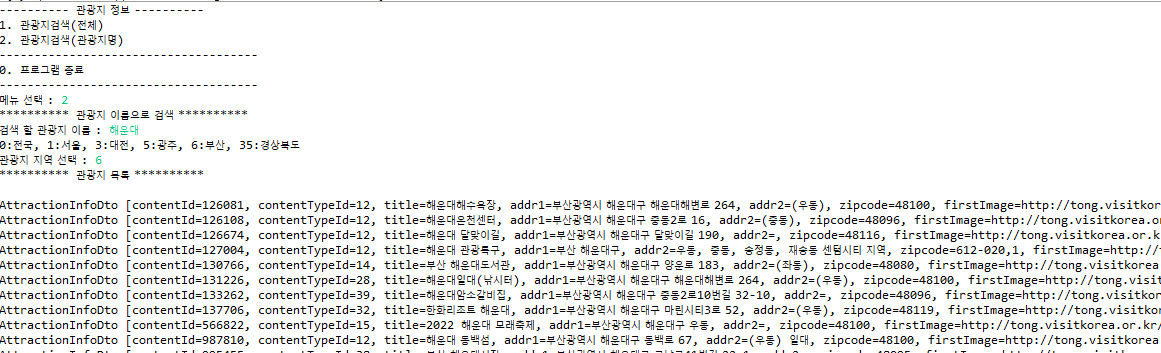 ---------- 관광지 정보 ----------
1. 관광지검색(전체)
2. 관광지검색(관광지명)
-------------------------------------
0. 프로그램 종료
-------------------------------------
메뉴 선택 : 2
********** 관광지 이름으로 검색 **********
검색 할 관광지 이름 : 해운대
0:전국, 1:서울, 3:대전, 5:광주, 6:부산, 35:경상북도
관광지 지역 선택 : 6
********** 관광지 목록 **********
AttractionInfoDto [contentId=126081, contentTypeId=12, title=해운대해수욕장, addr1=부산광역시 해운대구 해운대해변로 264, addr2=(우동), zipcode=48100, firstImage=http://tong.visitkor
AttractionInfoDto [contentId=126108, contentTypeId=12, title=해운대온천센터, addr1=부산광역시 해운대구 중동2로 16, addr2=(중동), zipcode=48096, firstImage=http://tong.visitkorea.o
AttractionInfoDto [contentId=126674, contentTypeId=12, title=해운대 달맞이길, addr1=부산광역시 해운대구 달맞이길 190, addr2=, zipcode=48116, firstImage=http://tong.visitkorea.or.k
AttractionInfoDto [contentId=127004, contentTypeId=12, title=해운대 관광특구, addr1=부산 해운대구, addr2=우동, 중동, 송정동, 재송동 센텀시티 지역, zipcode=612-020,1, firstImage=http://
AttractionInfoDto [contentId=130766, contentTypeId=14, title=부산 해운대도서관, addr1=부산광역시 해운대구 양운로 183, addr2=(좌동), zipcode=48080, firstImage=http://tong.visitkorea
AttractionInfoDto [contentId=131226, contentTypeId=28, title=해운대일대(낚시터), addr1=부산광역시 해운대구 해운대해변로 264, addr2=(우동), zipcode=48100, firstImage=http://tong.visitk
AttractionInfoDto [contentId=133262, contentTypeId=39, title=해운대암소갈비집, addr1=부산광역시 해운대구 중동2로10번길 32-10, addr2=, zipcode=48096, firstImage=http://tong.visitkor
AttractionInfoDto [contentId=137706, contentTypeId=32, title=한화리조트 해운대, addr1=부산광역시 해운대구 마린시티3로 52, addr2=(우동), zipcode=48119, firstImage=http://tong.visitkor
AttractionInfoDto [contentId=566822, contentTypeId=15, title=2022 해운대 모래축제, addr1=부산광역시 해운대구 우동, addr2=, zipcode=48100, firstImage=http://tong.visitkorea.or.kr/
AttractionInfoDto [contentId=987810, contentTypeId=12, title=해운대 동백섬, addr1=부산광역시 해운대구 동백로 67, addr2=(우동) 일대, zipcode=48100, firstImage=http://tong.visitkorea